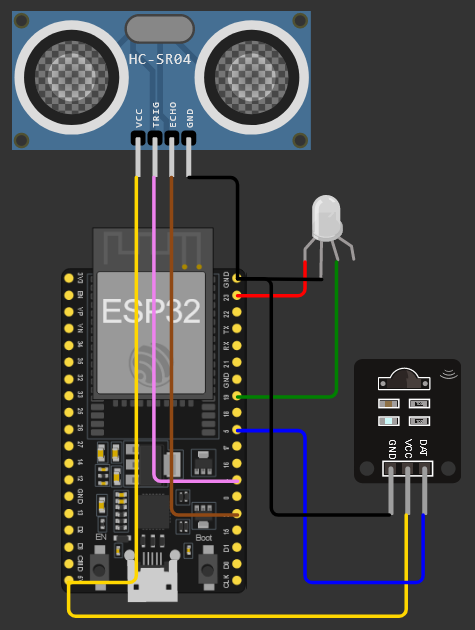 HC-SR04
VCC
TRIG
ECHO
GND
ESP32
3V3
EN
VP
VN
34
35
32
33
25
26
27
14
12
GND
13
D2
D3
CMD
5V
GND
23
22
TX
RX
21
GND
19
18
5
17
16
4
0
2
15
D1
D0
CLK
EN
Boot
GND
VCC
DAT